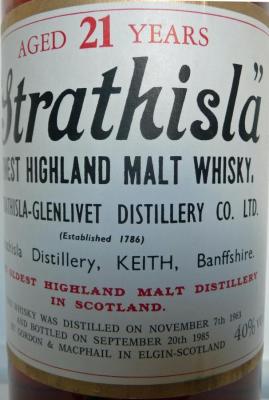 AGED 21 YEARS
Strathisla"
HIGHLAND MALT WHISKY.
-GLENLIVET DISTILLERY CO. LTD.
(Established 1786)
Distillery, KEITH, Banffshire.
OLDEST HIGHLAND MALT DISTILLERY
IN SCOTLAND.
WHISKY WAS DISTILLED ON NOVEMBER 7th 1963
AND BOTTLED ON SEPTEMBER 20th 1985
BY GORDON & MACPHAIL IN ELGIN-SCOTLAND
40% vo